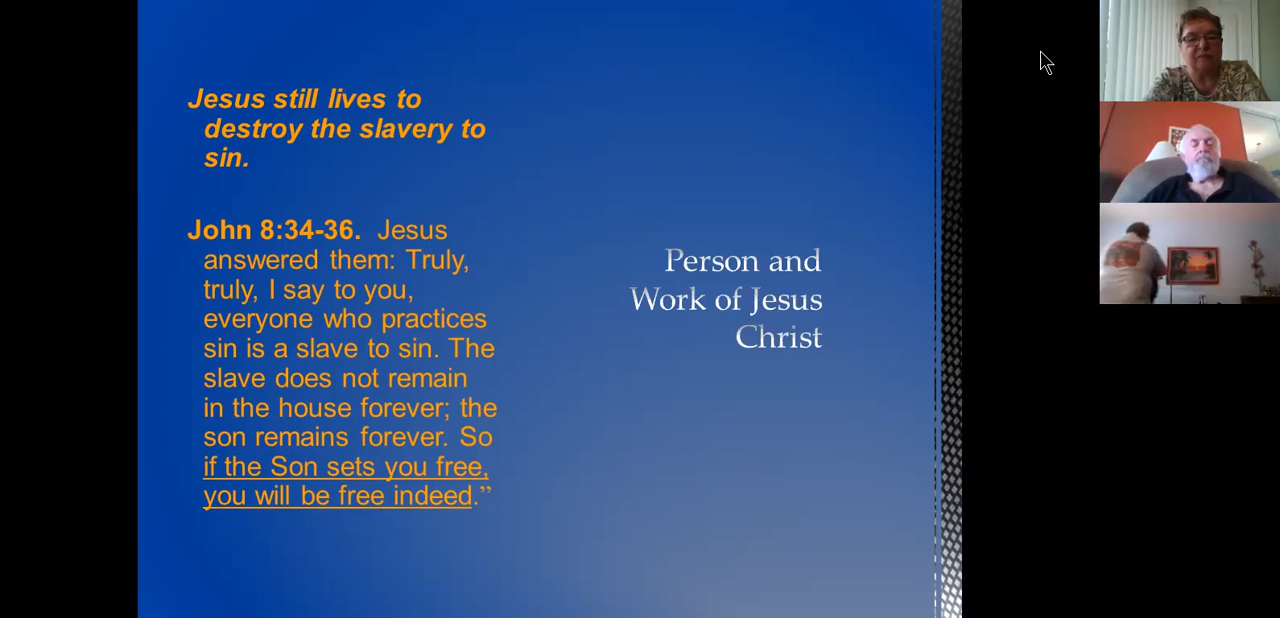 Jesus still lives to
destroy the slavery to
sin.
John 8:34-36. Jesus
answered them: Truly,
truly, I say to you,
everyone who practices
sin is a slave to sin. The
slave does not remain
in the house forever; the
son remains forever. So
if the Son sets you free,
you will be free indeed.”
Person and
Work of Jesus
Christ